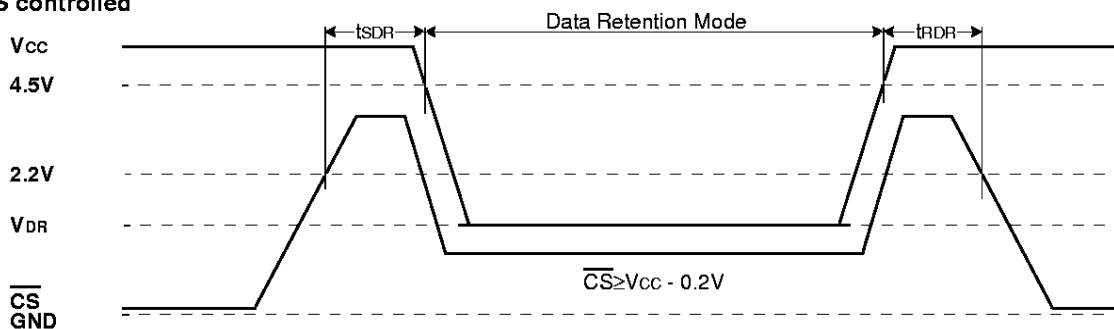 controlled
tSDR
Data Retention Mode
tRDR
VCC
4.5V
2.2V
VDR
CS≥VCC - 0.2V
CS
GND